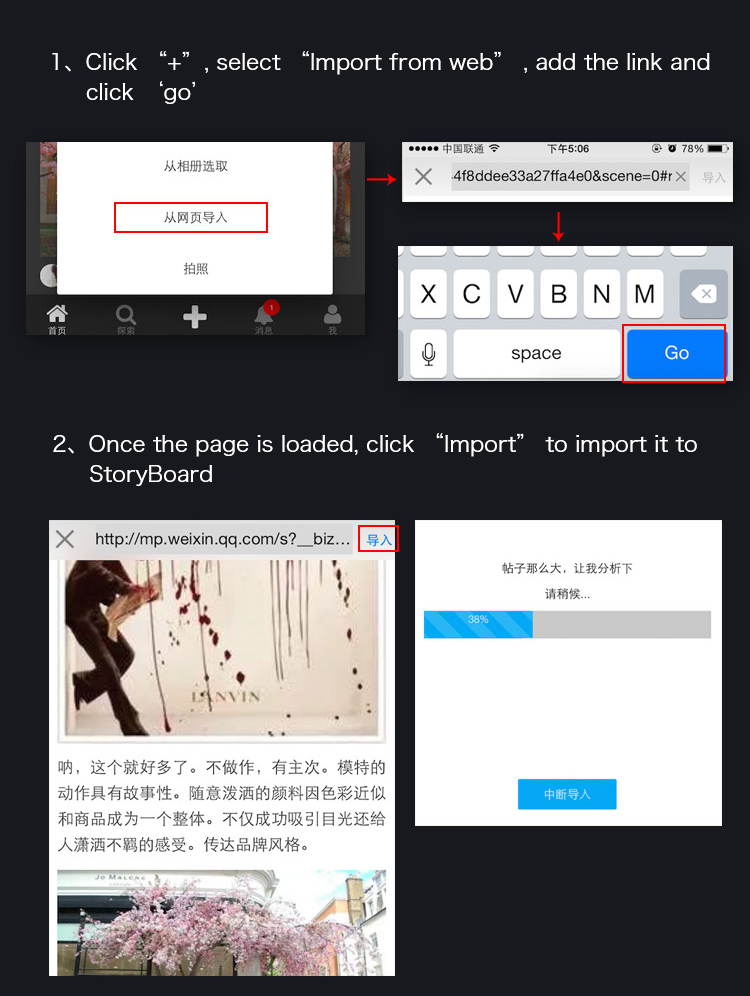 1、Click “+”, select “Import from web”, add the link and
click ‘go’
从相册选取
从网页导入
拍照
首页
探索
1
消息
我
中国联通
下午5:06
78%
4f8ddee33a27ffa4e0&scene=0#r
导入
X C V B N M
space
Go
2、Once the page is loaded, click “Import” to import it to
StoryBoard
http://mp.weixin.qq.com/s?__biz...
导入
LANVIN
呐，这个就好多了。不做作，有主次。模特的
动作具有故事性。随意泼洒的颜料因色彩近似
和商品成为一个整体。不仅成功吸引目光还给
人潇洒不羁的感受。传达品牌风格。
JO MALONE
帖子那么大，让我分析下
请稍候...
38%
中断导入